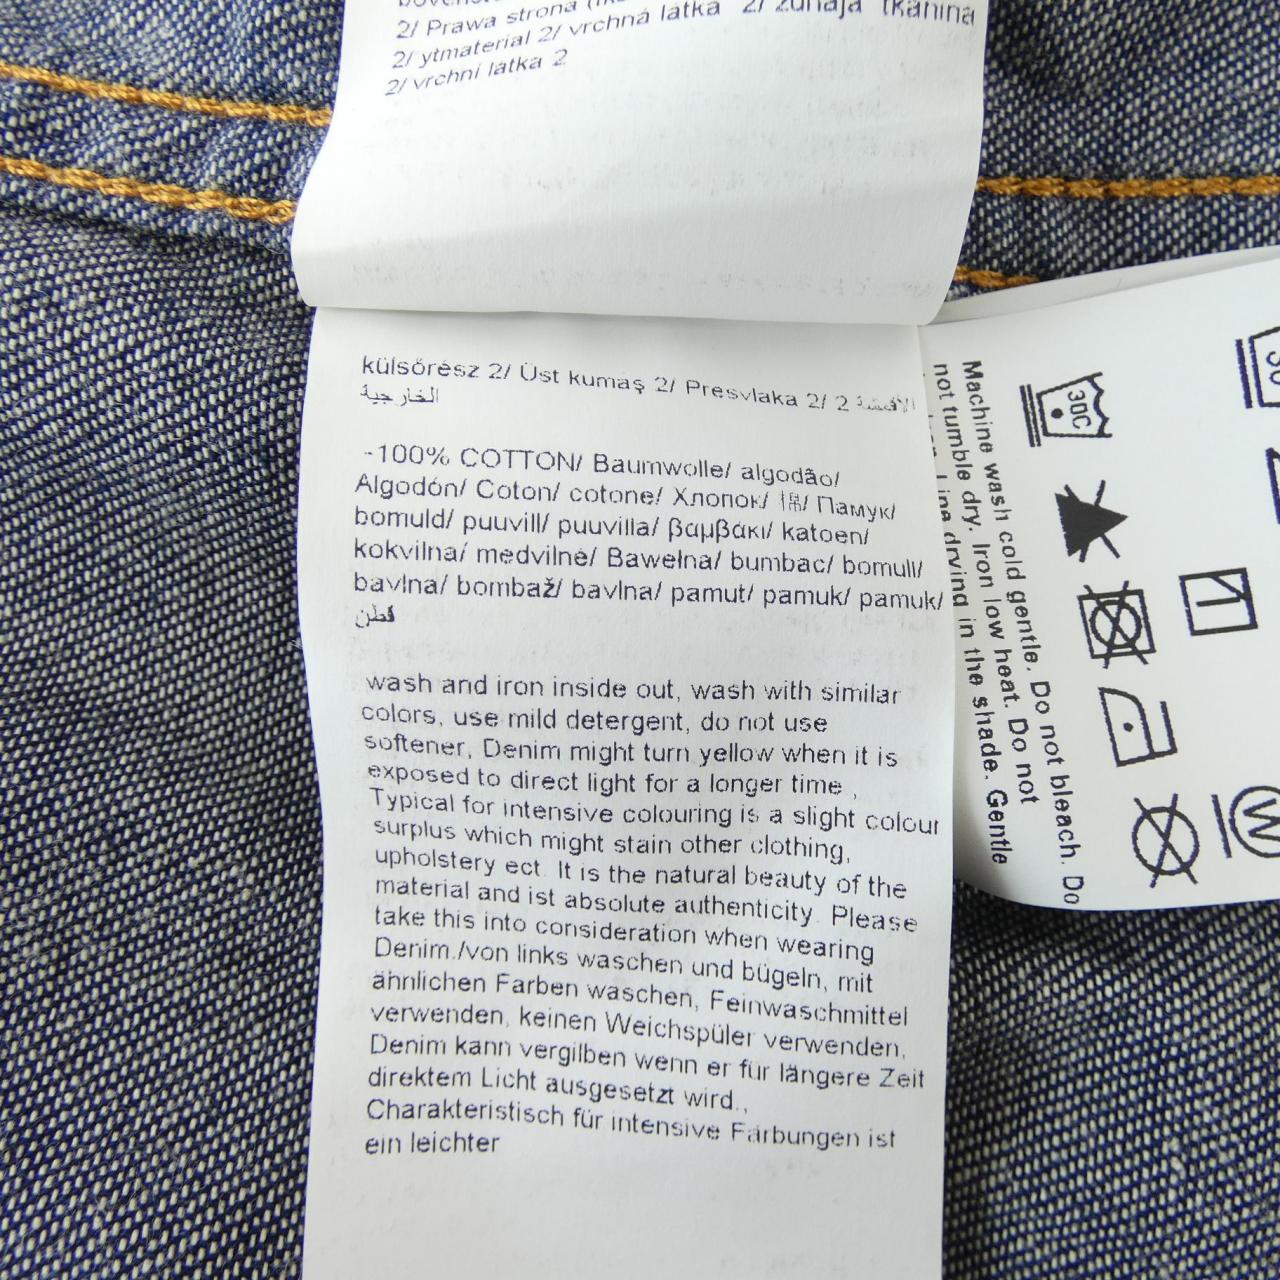 2/ Prawa strona
2/ ytmaterial 2/ vrchná látka 2/ zunaja tkanina
2/ vrchní látka 2
külsőrész 2/ Üst kumaş 2/ Presvlaka 2/ 2 الأقمشة
الخارجية
-100% COTTON/ Baumwolle/ algodão/
Algodón/ Coton/ cotone/ Хлопок/ 棉/ Памук/
bomuld/ puuvill/ puuvilla/ βαμβάκι/ katoen/
kokvilna/ medvilnė/ Bawełna/ bumbac/ bomull/
bavlna/ bombaž/ bavlna/ pamut/ pamuk/ pamuk/
قطن
wash and iron inside out, wash with similar
colors, use mild detergent, do not use
softener, Denim might turn yellow when it is
exposed to direct light for a longer time ,
Typical for intensive colouring is a slight colour
surplus which might stain other clothing,
upholstery ect. It is the natural beauty of the
material and ist absolute authenticity. Please
take this into consideration when wearing
Denim./von links waschen und bügeln, mit
ähnlichen Farben waschen, Feinwaschmittel
verwenden, keinen Weichspüler verwenden,
Denim kann vergilben wenn er für längere Zeit
direktem Licht ausgesetzt wird.,
Charakteristisch für intensive Färbungen ist
ein leichter
30C
30
W
Machine wash cold gentle. Do not bleach. Do
not tumble dry. Iron low heat. Do not
Line drying in the shade. Gentle